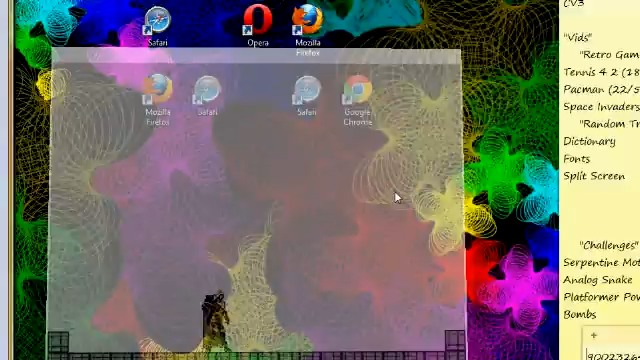 Safari
Opera
Mozilla
Firefox
Mozilla
Firefox
Safari
Safari
Google
Chrome
CV3
"Vids"
"Retro Gam
Tennis 4 2 (18
Pacman (22/5
Space Invaders
"Random Tr
Dictionary
Fonts
Split Screen
"Challenges"
Serpentine Mot
Analog Snake
Platformer Pow
Bombs
+